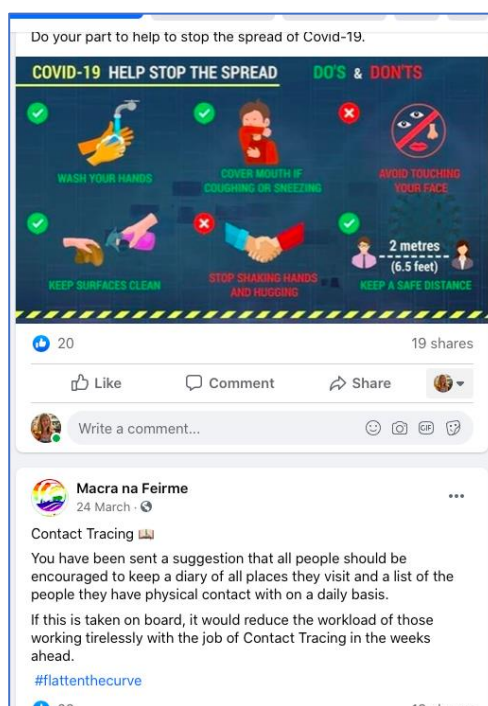 Do your part to help to stop the spread of Covid-19.
COVID-19 HELP STOP THE SPREAD DO'S & DON'TS
WASH YOUR HANDS
COVER MOUTH IF
COUGHING OR SNEEZING
AVOID TOUCHING
YOUR FACE
KEEP SURFACES CLEAN
STOP SHAKING HANDS
AND HUGGING
2 metres
(6.5 feet)
KEEP A SAFE DISTANCE
20
19 shares
Like
Comment
Share
Write a comment...
GIF
Macra na Feirme
24 March ·
Contact Tracing
You have been sent a suggestion that all people should be
encouraged to keep a diary of all places they visit and a list of the
people they have physical contact with on a daily basis.
If this is taken on board, it would reduce the workload of those
working tirelessly with the job of Contact Tracing in the weeks
ahead.
#flattenthecurve